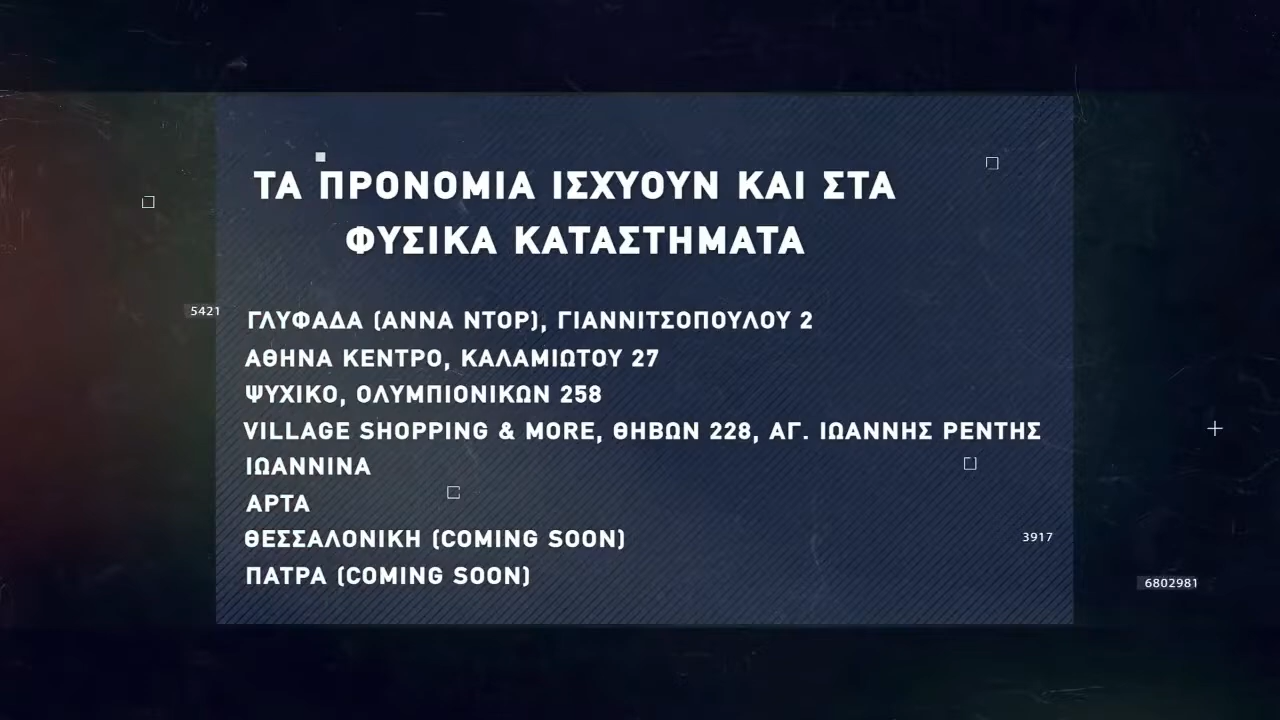 ΤΑ ΠΡΟΝΟΜΙΑ ΙΣΧΥΟΥΝ ΚΑΙ ΣΤΑ
ΦΥΣΙΚΑ ΚΑΤΑΣΤΗΜΑΤΑ
5421
ΓΛΥΦΑΔΑ (ΑΝΝΑ ΝΤΟΡ), ΓΙΑΝΝΙΤΣΟΠΟΥΛΟΥ 2
ΑΘΗΝΑ ΚΕΝΤΡΟ, ΚΑΛΑΜΙΩΤΟΥ 27
ΨΥΧΙΚΟ, ΟΛΥΜΠΙΟΝΙΚΩΝ 258
VILLAGE SHOPPING & MORE, ΘΗΒΩΝ 228, ΑΓ. ΙΩΑΝΝΗΣ ΡΕΝΤΗΣ
ΙΩΑΝΝΙΝΑ
ΑΡΤΑ
ΘΕΣΣΑΛΟΝΙΚΗ (COMING SOON)
3917
ΠΑΤΡΑ (COMING SOON)
6802981